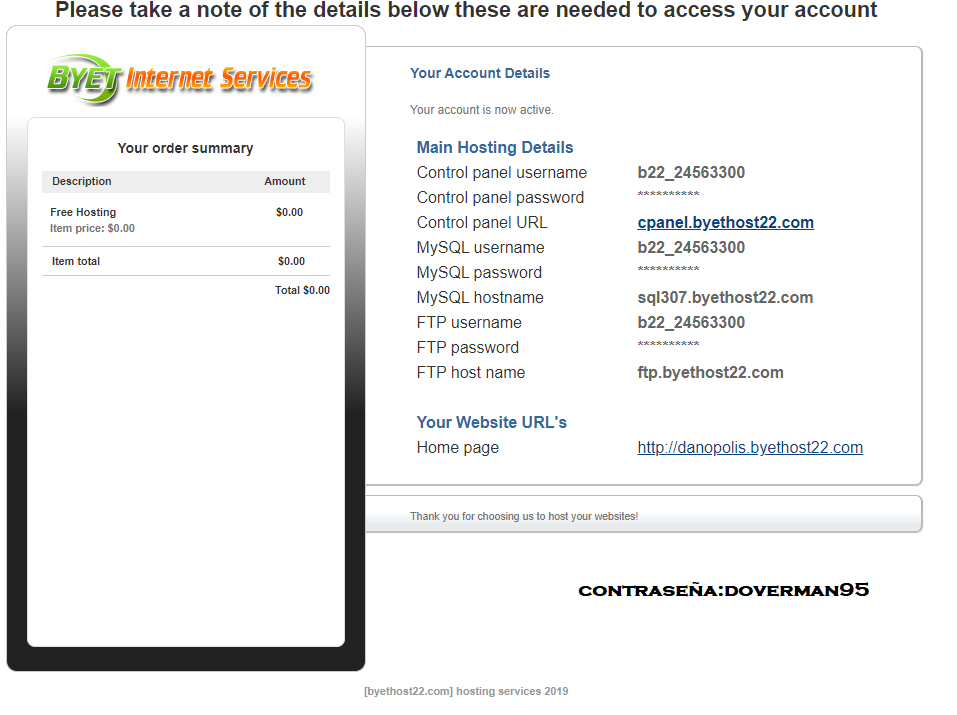 Please take a note of the details below these are needed to access your account
BYET Internet Services
Your order summary
Description Amount
Free Hosting $0.00
Item price: $0.00
Item total $0.00
Total $0.00
Your Account Details
Your account is now active.
Main Hosting Details
Control panel username b22_24563300
Control panel password **********
Control panel URL cpanel.byethost22.com
MySQL username b22_24563300
MySQL password **********
MySQL hostname sql307.byethost22.com
FTP username b22_24563300
FTP password **********
FTP host name ftp.byethost22.com
Your Website URL's
Home page http://danopolis.byethost22.com
Thank you for choosing us to host your websites!
CONTRASEÑA:DOVERMAN95
[byethost22.com] hosting services 2019